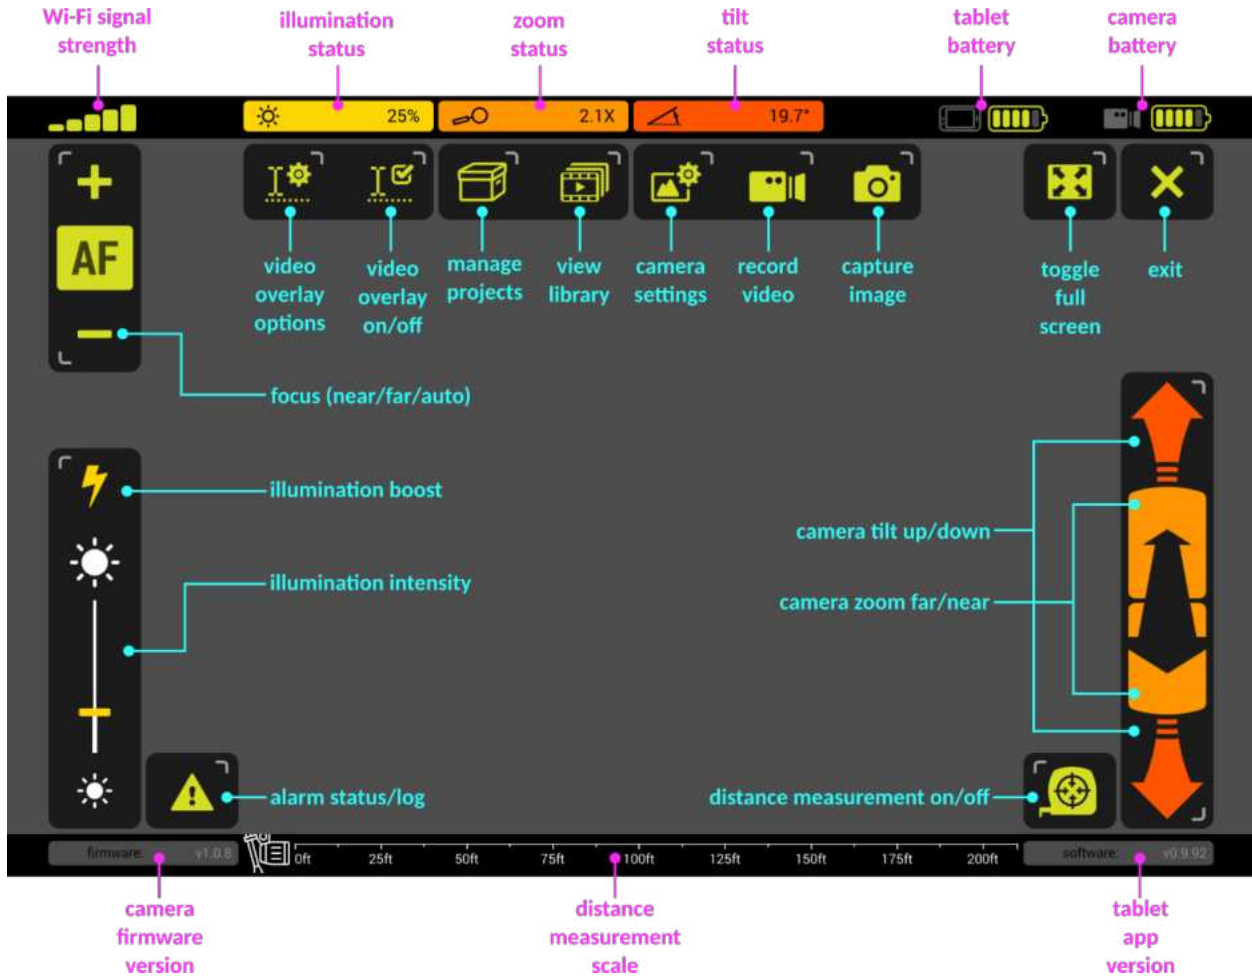 Wi-Fi signal
strength
illumination
status
zoom
status
tilt
status
tablet
battery
camera
battery
25%
2.1X
19.7°
AF
video
overlay
options
video
overlay
on/off
manage
projects
view
library
camera
settings
record
video
capture
image
toggle
full
screen
exit
focus (near/far/auto)
illumination boost
illumination intensity
camera tilt up/down
camera zoom far/near
alarm status/log
distance measurement on/off
firmware: v1.0.8
0ft 25ft 50ft 75ft 100ft 125ft 150ft 175ft 200ft
software: v0.9.92
camera
firmware
version
distance
measurement
scale
tablet
app
version